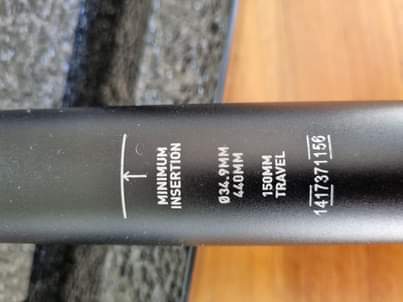 MINIMUM
INSERTION
Ø34.9MM
440MM
150MM
TRAVEL
1417371156